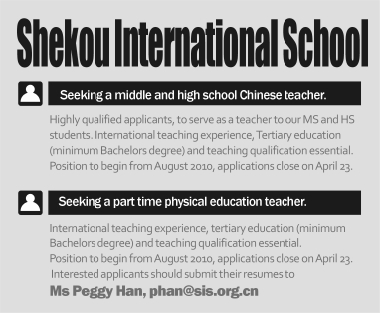 Shekou International School
Seeking a middle and high school Chinese teacher.
Highly qualified applicants, to serve as a teacher to our MS and HS
students. International teaching experience, Tertiary education
(minimum Bachelors degree) and teaching qualification essential.
Position to begin from August 2010, applications close on April 23.
Seeking a part time physical education teacher.
International teaching experience, tertiary education (minimum
Bachelors degree) and teaching qualification essential.
Position to begin from August 2010, applications close on April 23.
Interested applicants should submit their resumes to
Ms Peggy Han, phan@sis.org.cn